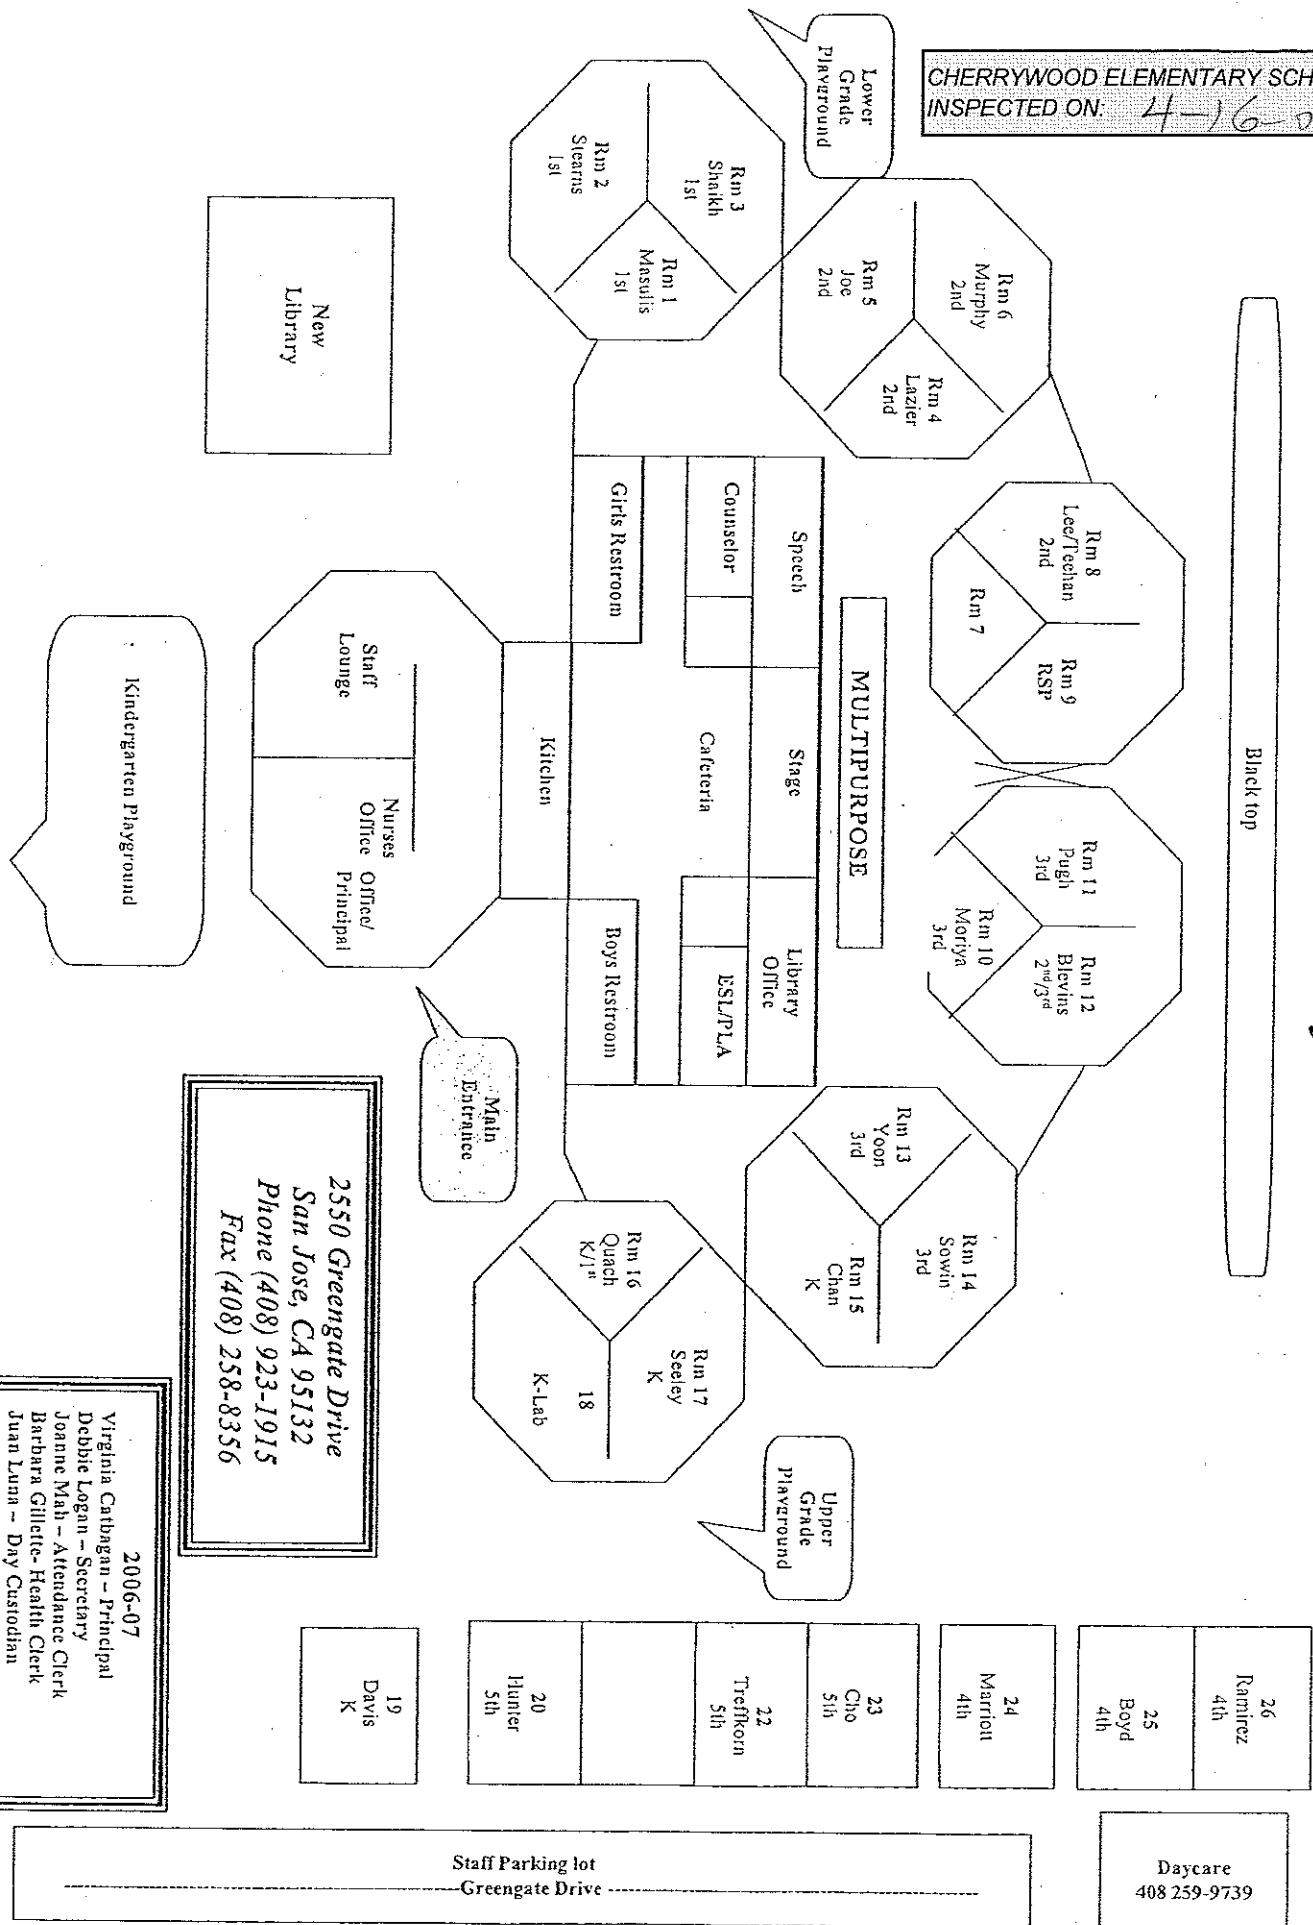 CHERRYWOOD ELEMENTARY SCH
INSPECTED ON: 4-16-0
Lower
Grade
Playground
Black top
Rm 3
Shaikh
1st
Rm 2
Stearns
1st
Rm 1
Masulis
1st
Rm 6
Murphy
2nd
Rm 5
Joe
2nd
Rm 4
Lazier
2nd
Rm 8
Lee/Techan
2nd
Rm 7
Rm 9
RSP
Rm 11
Pugh
3rd
Rm 10
Moriya
3rd
Rm 12
Blevins
2nd/3rd
Rm 13
Yoon
3rd
Rm 14
Sowin
3rd
Rm 15
Chan
K
Rm 16
Quach
K/1st
Rm 17
Seeley
K
18
K-Lab
MULTIPURPOSE
Speech
Stage
Library
Office
Counselor
Cafeteria
ESL/PLA
Girls Restroom
Boys Restroom
Kitchen
New
Library
Staff
Lounge
Nurses
Office
Office/
Principal
Main
Entrance
Kindergarten Playground
Upper
Grade
Playground
26
Ramirez
4th
25
Boyd
4th
24
Marriott
4th
23
Cho
5th
22
Treffkorn
5th
20
Hunter
5th
19
Davis
K
2550 Greengate Drive
San Jose, CA 95132
Phone (408) 923-1915
Fax (408) 258-8356
2006-07
Virginia Catbagan – Principal
Debbie Logan – Secretary
Joanne Mah – Attendance Clerk
Barbara Gillette- Health Clerk
Juan Luna – Day Custodian
Staff Parking lot
Greengate Drive
Daycare
408 259-9739